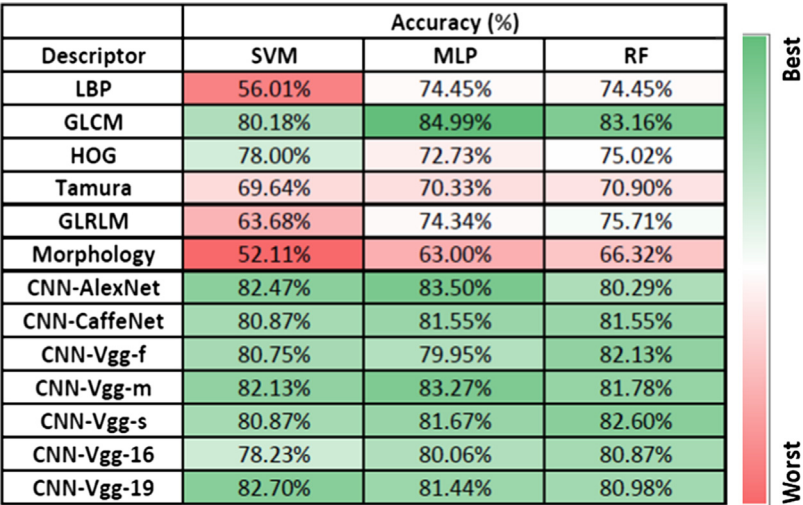 Accuracy (%)
Descriptor SVM MLP RF
LBP 56.01% 74.45% 74.45%
GLCM 80.18% 84.99% 83.16%
HOG 78.00% 72.73% 75.02%
Tamura 69.64% 70.33% 70.90%
GLRLM 63.68% 74.34% 75.71%
Morphology 52.11% 63.00% 66.32%
CNN-AlexNet 82.47% 83.50% 80.29%
CNN-CaffeNet 80.87% 81.55% 81.55%
CNN-Vgg-f 80.75% 79.95% 82.13%
CNN-Vgg-m 82.13% 83.27% 81.78%
CNN-Vgg-s 80.87% 81.67% 82.60%
CNN-Vgg-16 78.23% 80.06% 80.87%
CNN-Vgg-19 82.70% 81.44% 80.98%
Best
Worst